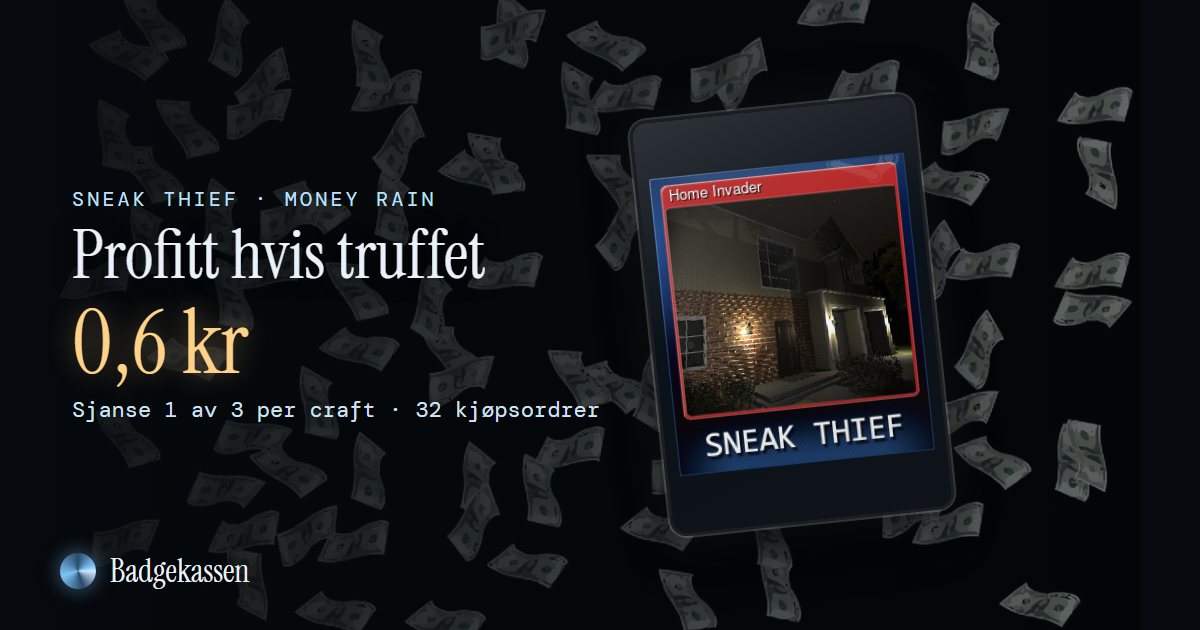 SNEAK THIEF · MONEY RAIN
Profitt hvis truffet
0,6 kr
Sjanse 1 av 3 per craft · 32 kjøpsordrer
Home Invader
SNEAK THIEF
Badgekassen